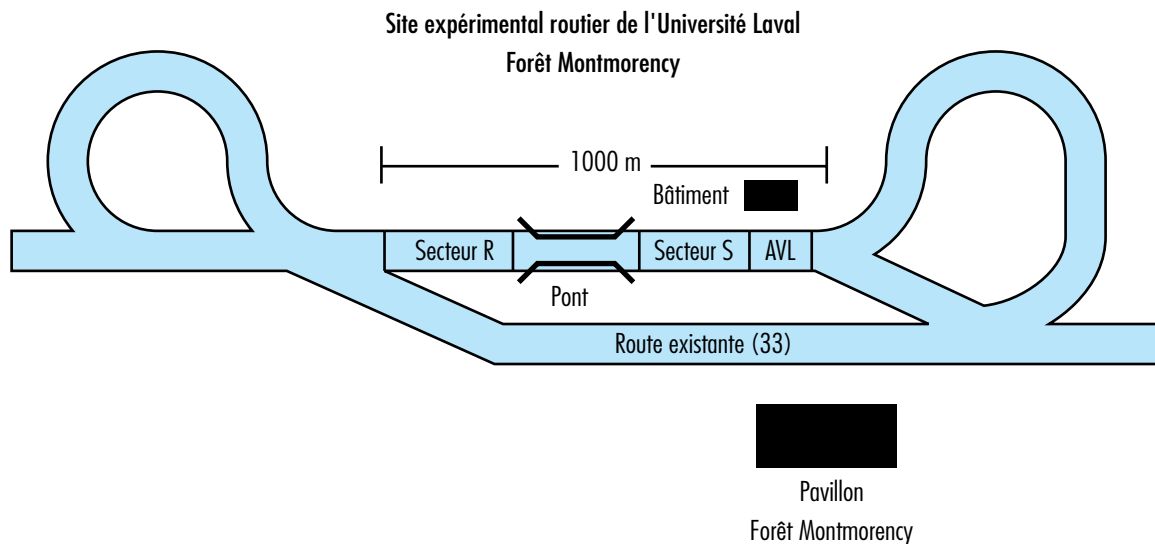 Site expérimental routier de l'Université Laval
Forêt Montmorency
1000 m
Bâtiment
Secteur R
Secteur S
AVL
Pont
Route existante (33)
Pavillon
Forêt Montmorency